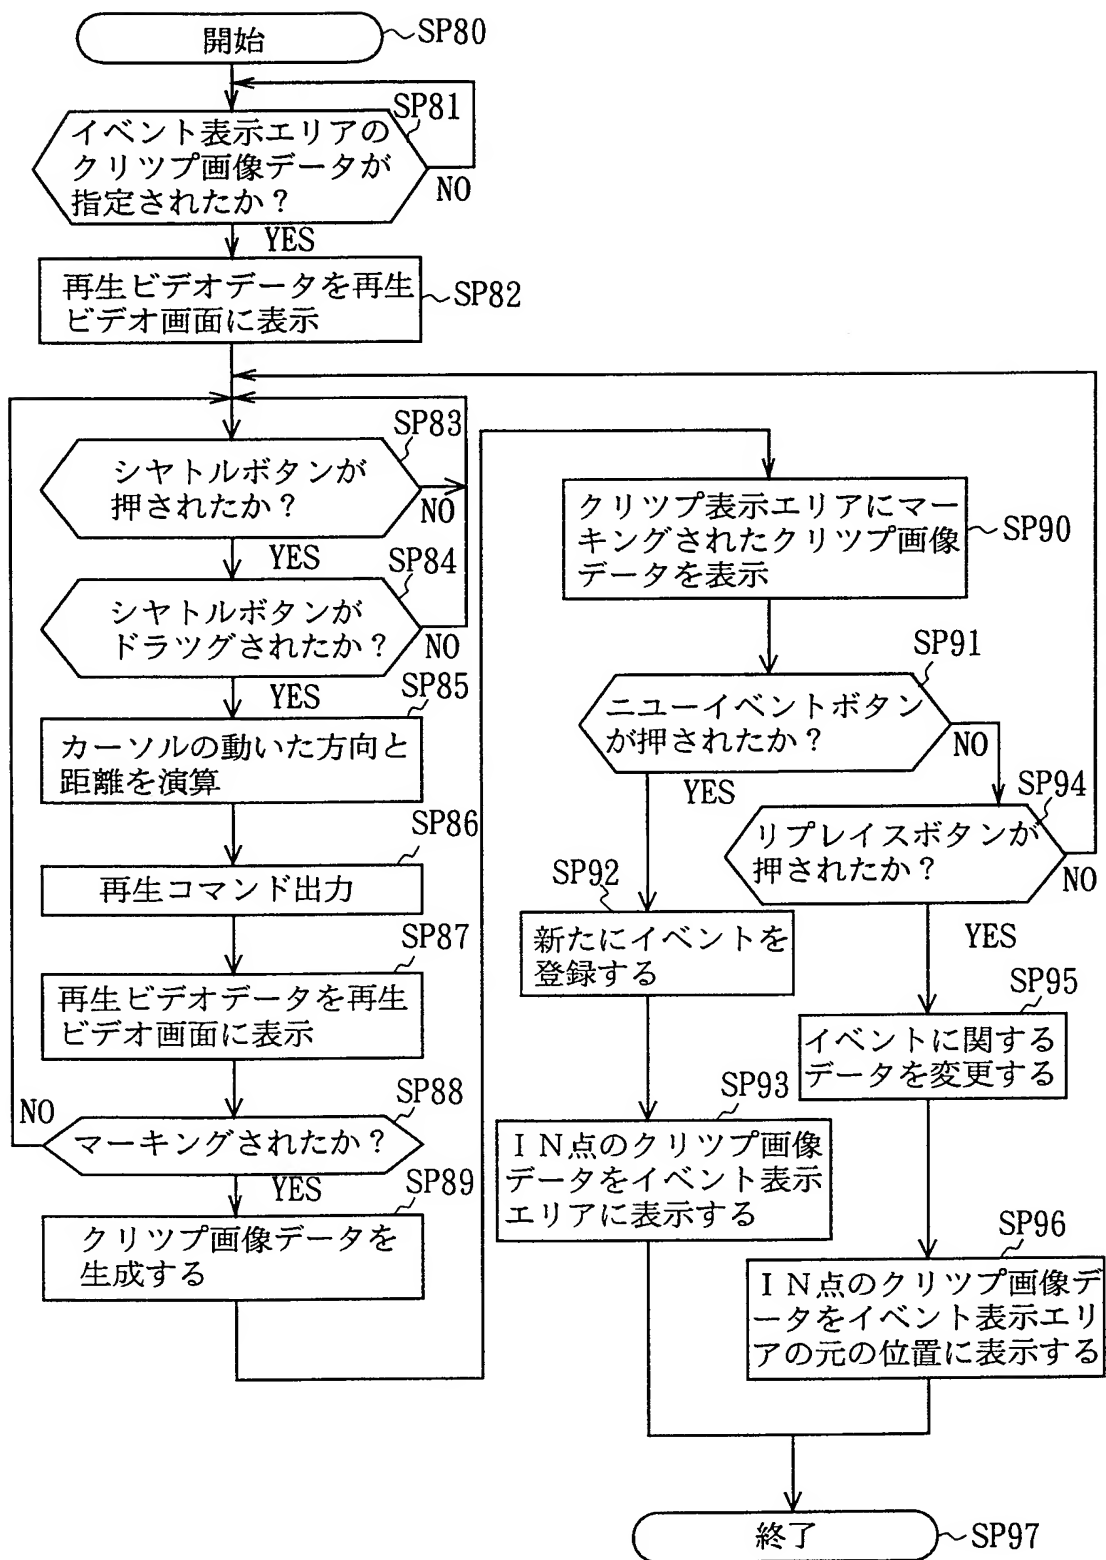 開始
SP80
SP81
イベント表示エリアの
クリツプ画像データが
指定されたか？
NO
YES
再生ビデオデータを再生
ビデオ画面に表示
SP82
SP83
シヤトルボタンが
押されたか？
NO
YES
SP84
シヤトルボタンが
ドラツグされたか？
NO
YES
SP85
カーソルの動いた方向と
距離を演算
SP86
再生コマンド出力
SP87
再生ビデオデータを再生
ビデオ画面に表示
NO
SP88
マーキングされたか？
YES
SP89
クリツプ画像データを
生成する
クリツプ表示エリアにマー
キングされたクリツプ画像
データを表示
SP90
SP91
ニユーイベントボタン
が押されたか？
NO
YES
SP94
リプレイスボタンが
押されたか？
NO
YES
SP92
新たにイベントを
登録する
SP93
ＩＮ点のクリツプ画像
データをイベント表示
エリアに表示する
SP95
イベントに関する
データを変更する
SP96
ＩＮ点のクリツプ画像デ
ータをイベント表示エリ
アの元の位置に表示する
終了
SP97